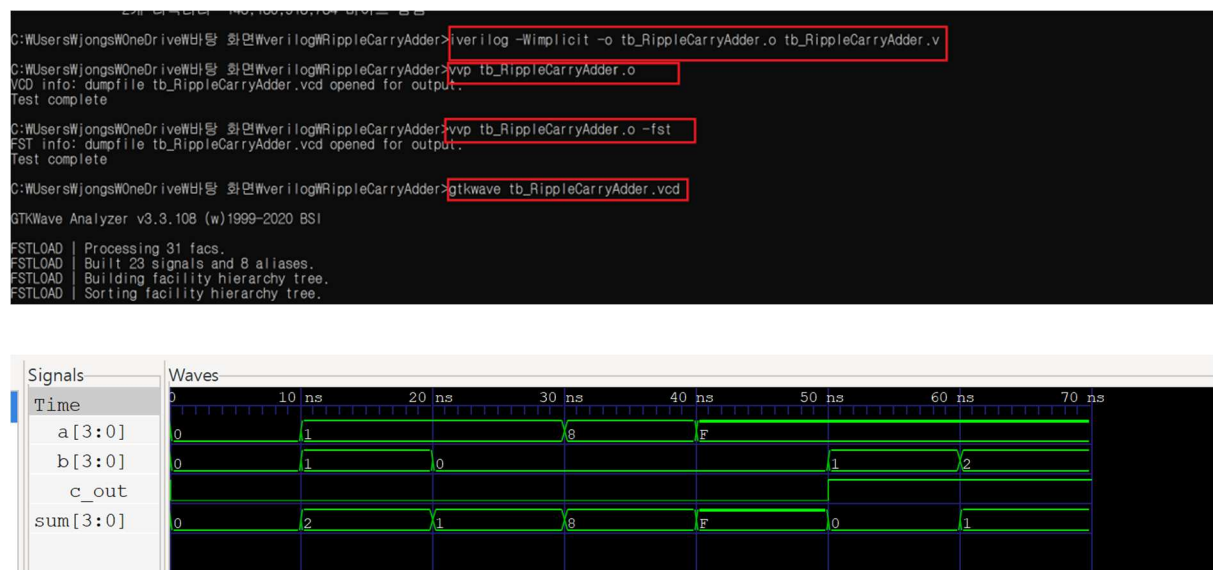 C:\Users\jongs\OneDrive\바탕 화면\verilog\RippleCarryAdder>iverilog -Wimplicit -o tb_RippleCarryAdder.o tb_RippleCarryAdder.v
C:\Users\jongs\OneDrive\바탕 화면\verilog\RippleCarryAdder>vvp tb_RippleCarryAdder.o
VCD info: dumpfile tb_RippleCarryAdder.vcd opened for output.
Test complete
C:\Users\jongs\OneDrive\바탕 화면\verilog\RippleCarryAdder>vvp tb_RippleCarryAdder.o -fst
FST info: dumpfile tb_RippleCarryAdder.vcd opened for output.
Test complete
C:\Users\jongs\OneDrive\바탕 화면\verilog\RippleCarryAdder>gtkwave tb_RippleCarryAdder.vcd
GTKWave Analyzer v3.3.108 (w)1999-2020 BSI
FSTLOAD | Processing 31 facs.
FSTLOAD | Built 23 signals and 8 aliases.
FSTLOAD | Building facility hierarchy tree.
FSTLOAD | Sorting facility hierarchy tree.
Signals Waves
Time 0 10 ns 20 ns 30 ns 40 ns 50 ns 60 ns 70 ns
a[3:0] 0 1 8 F
b[3:0] 0 1 0 1 2
c_out
sum[3:0] 0 2 1 8 F 0 1